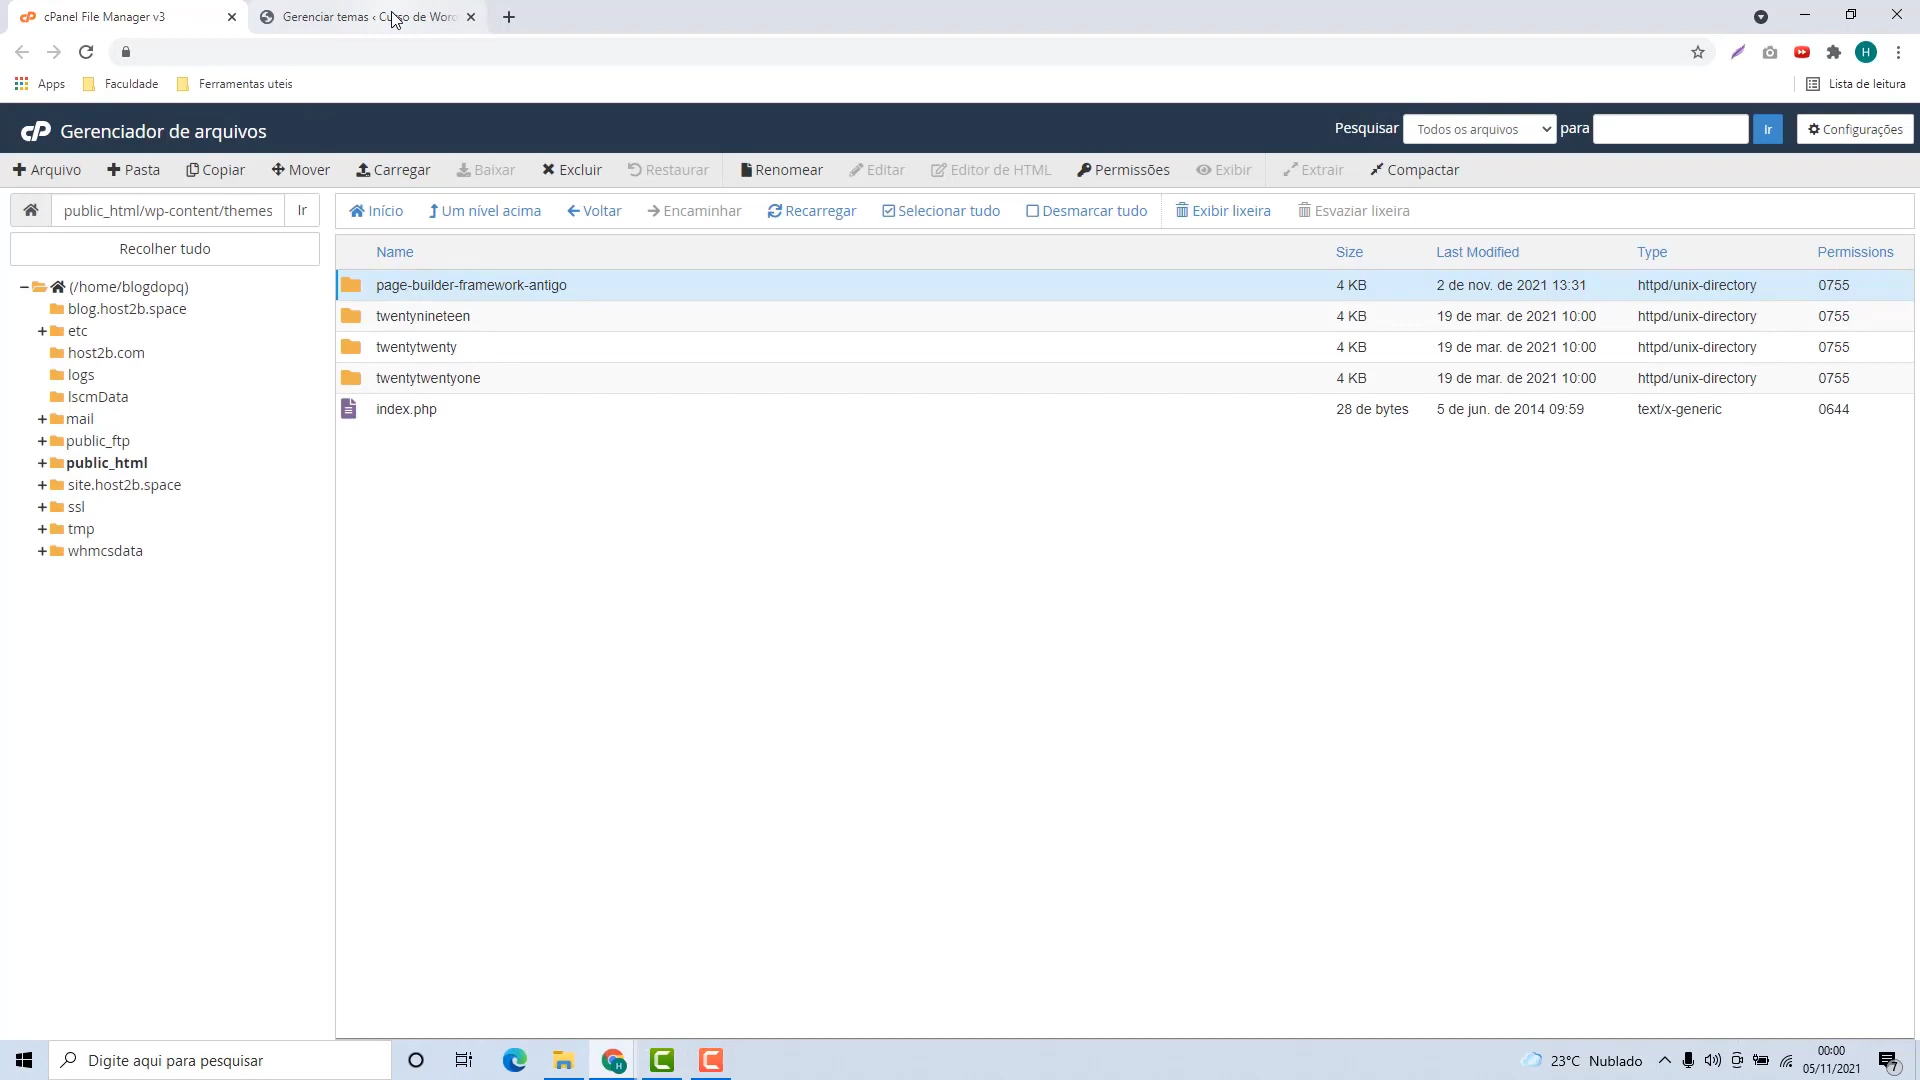 cPanel File Manager v3
Gerenciar temas ‹ Curso de Word
Apps
Faculdade
Ferramentas uteis
Lista de leitura
cP Gerenciador de arquivos
Pesquisar
Todos os arquivos
para
Ir
Configurações
Arquivo
Pasta
Copiar
Mover
Carregar
Baixar
Excluir
Restaurar
Renomear
Editar
Editor de HTML
Permissões
Exibir
Extrair
Compactar
public_html/wp-content/themes
Ir
Início
Um nível acima
Voltar
Encaminhar
Recarregar
Selecionar tudo
Desmarcar tudo
Exibir lixeira
Esvaziar lixeira
Recolher tudo
(/home/blogdopq)
blog.host2b.space
etc
host2b.com
logs
lscmData
mail
public_ftp
public_html
site.host2b.space
ssl
tmp
whmcsdata
Name Size Last Modified Type Permissions
page-builder-framework-antigo 4 KB 2 de nov. de 2021 13:31 httpd/unix-directory 0755
twentynineteen 4 KB 19 de mar. de 2021 10:00 httpd/unix-directory 0755
twentytwenty 4 KB 19 de mar. de 2021 10:00 httpd/unix-directory 0755
twentytwentyone 4 KB 19 de mar. de 2021 10:00 httpd/unix-directory 0755
index.php 28 de bytes 5 de jun. de 2014 09:59 text/x-generic 0644
Digite aqui para pesquisar
23°C Nublado
00:00
05/11/2021
7